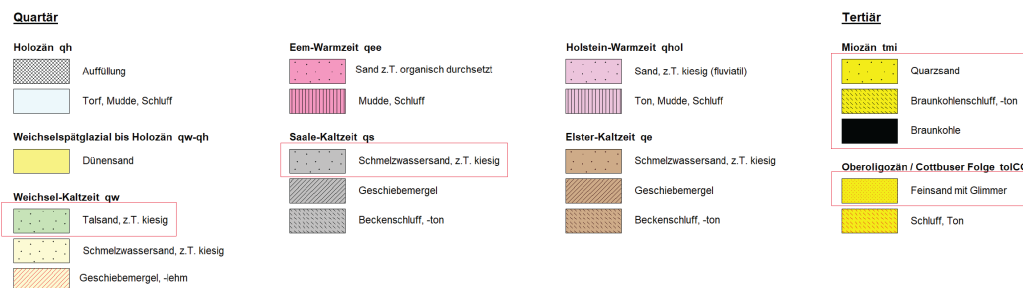 Quartär
Holozän qh
Auffüllung
Torf, Mudde, Schluff
Weichselspätglazial bis Holozän qw-qh
Dünensand
Weichsel-Kaltzeit qw
Talsand, z.T. kiesig
Schmelzwassersand, z.T. kiesig
Geschiebemergel, -lehm
Eem-Warmzeit qee
Sand z.T. organisch durchsetzt
Mudde, Schluff
Saale-Kaltzeit qs
Schmelzwassersand, z.T. kiesig
Geschiebemergel
Beckenschluff, -ton
Holstein-Warmzeit qhol
Sand, z.T. kiesig (fluviatil)
Ton, Mudde, Schluff
Elster-Kaltzeit qe
Schmelzwassersand, z.T. kiesig
Geschiebemergel
Beckenschluff, -ton
Tertiär
Miozän tmi
Quarzsand
Braunkohlenschluff, -ton
Braunkohle
Oberoligozän / Cottbuser Folge tolCO
Feinsand mit Glimmer
Schluff, Ton